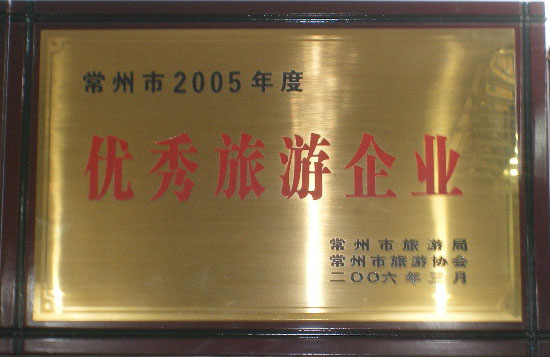 常州市2005年度
优秀旅游企业
常州市旅游局
常州市旅游协会
二〇〇六年三月